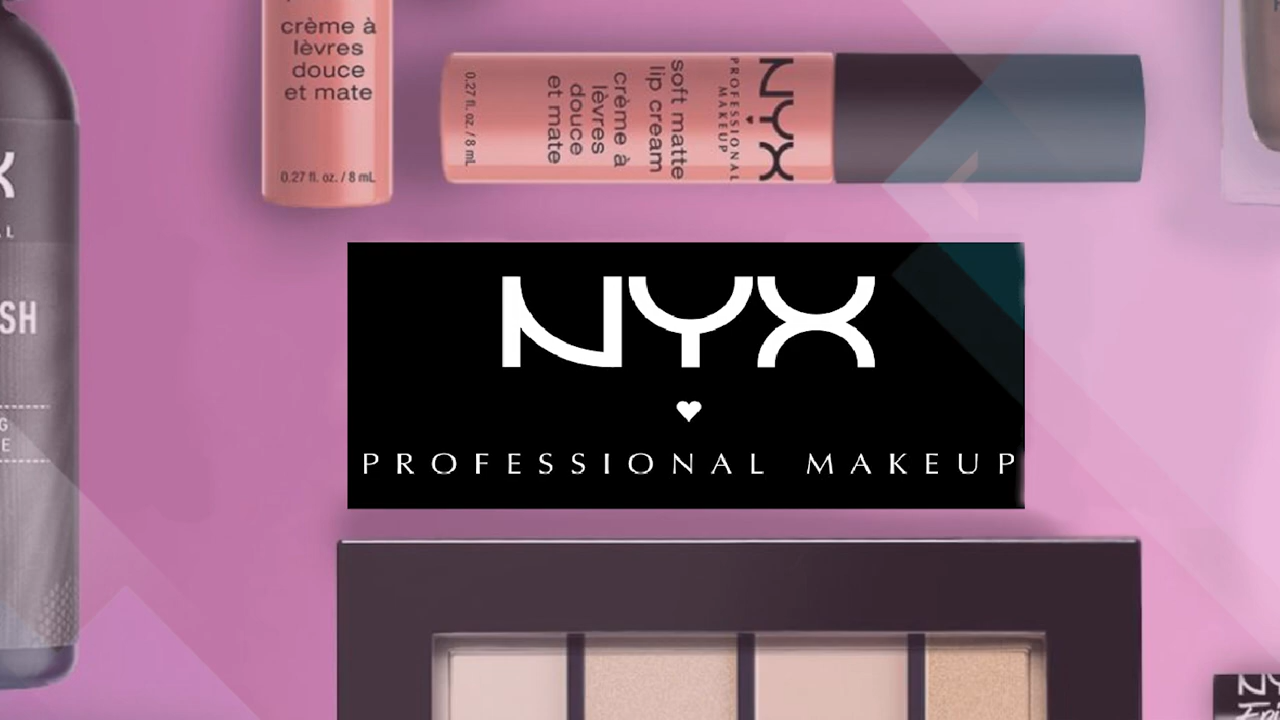 crème à
lèvres
douce
et mate
0.27 fl. oz. / 8 mL
NYX
PROFESSIONAL
MAKEUP
soft matte
lip cream
crème à
lèvres
douce
et mate
0.27 fl. oz. / 8 mL
X
SH
G
E
NYX
PROFESSIONAL MAKEUP
NY